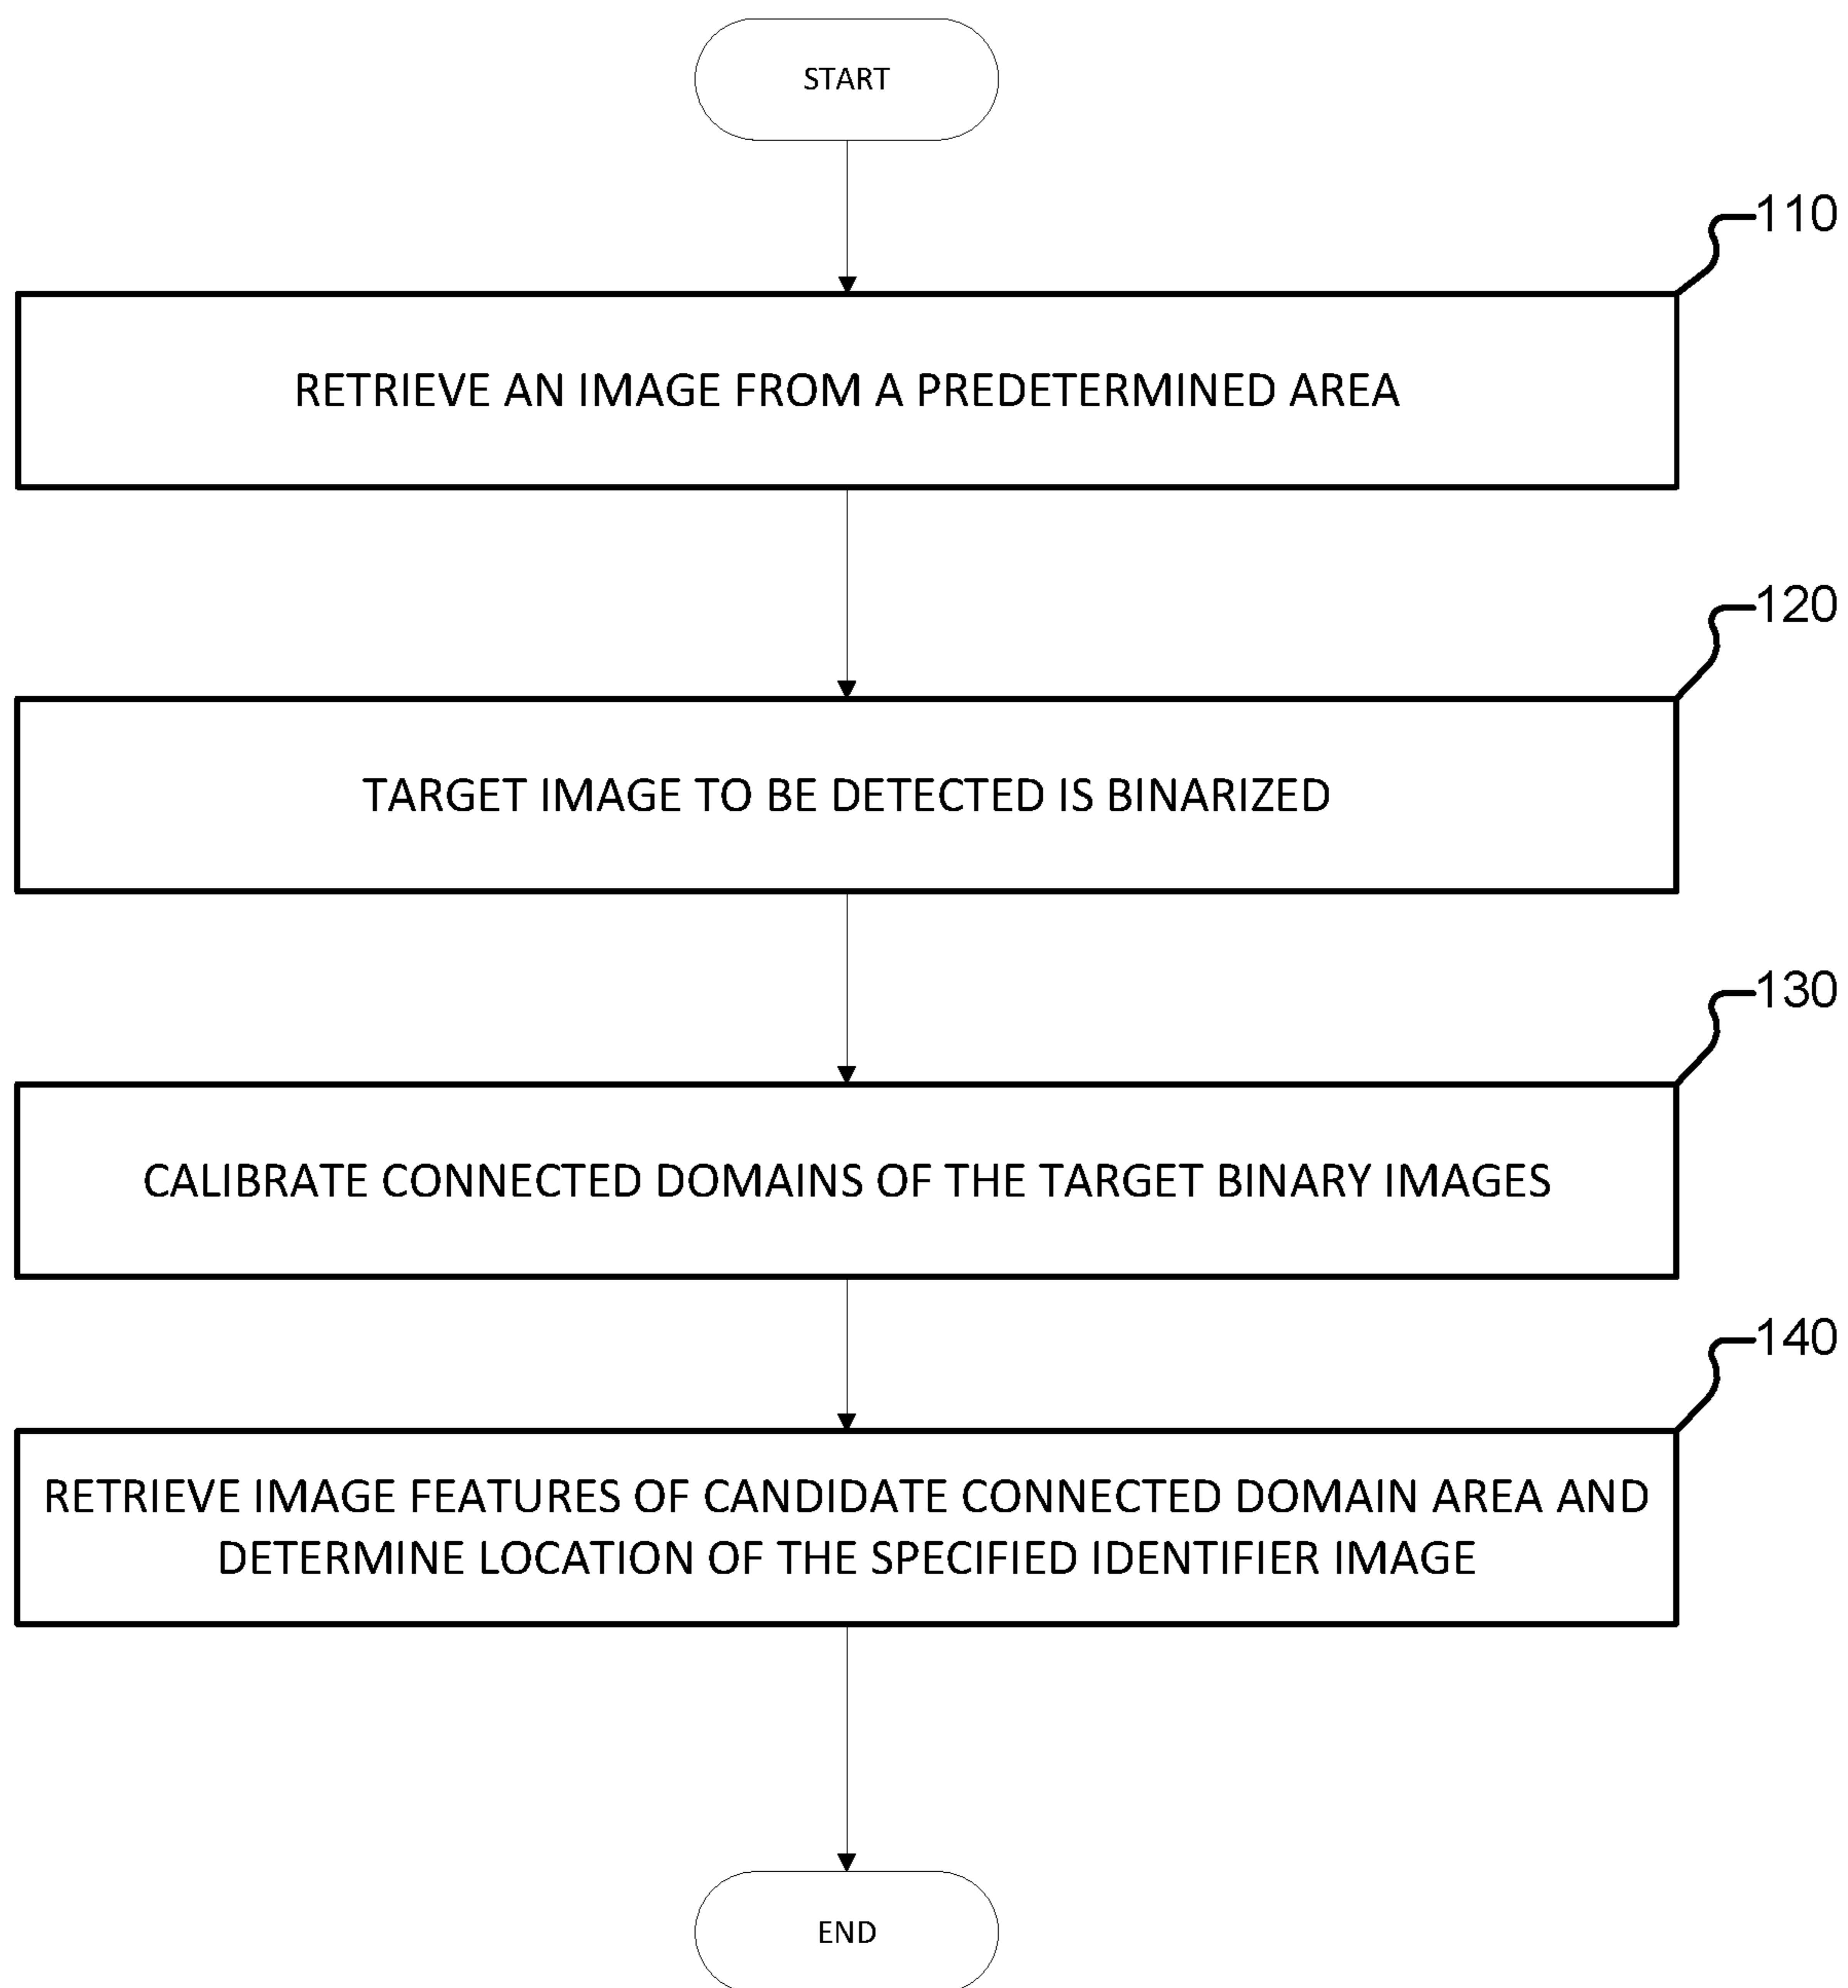 START
110
RETRIEVE AN IMAGE FROM A PREDETERMINED AREA
120
TARGET IMAGE TO BE DETECTED IS BINARIZED
130
CALIBRATE CONNECTED DOMAINS OF THE TARGET BINARY IMAGES
140
RETRIEVE IMAGE FEATURES OF CANDIDATE CONNECTED DOMAIN AREA AND
DETERMINE LOCATION OF THE SPECIFIED IDENTIFIER IMAGE
END